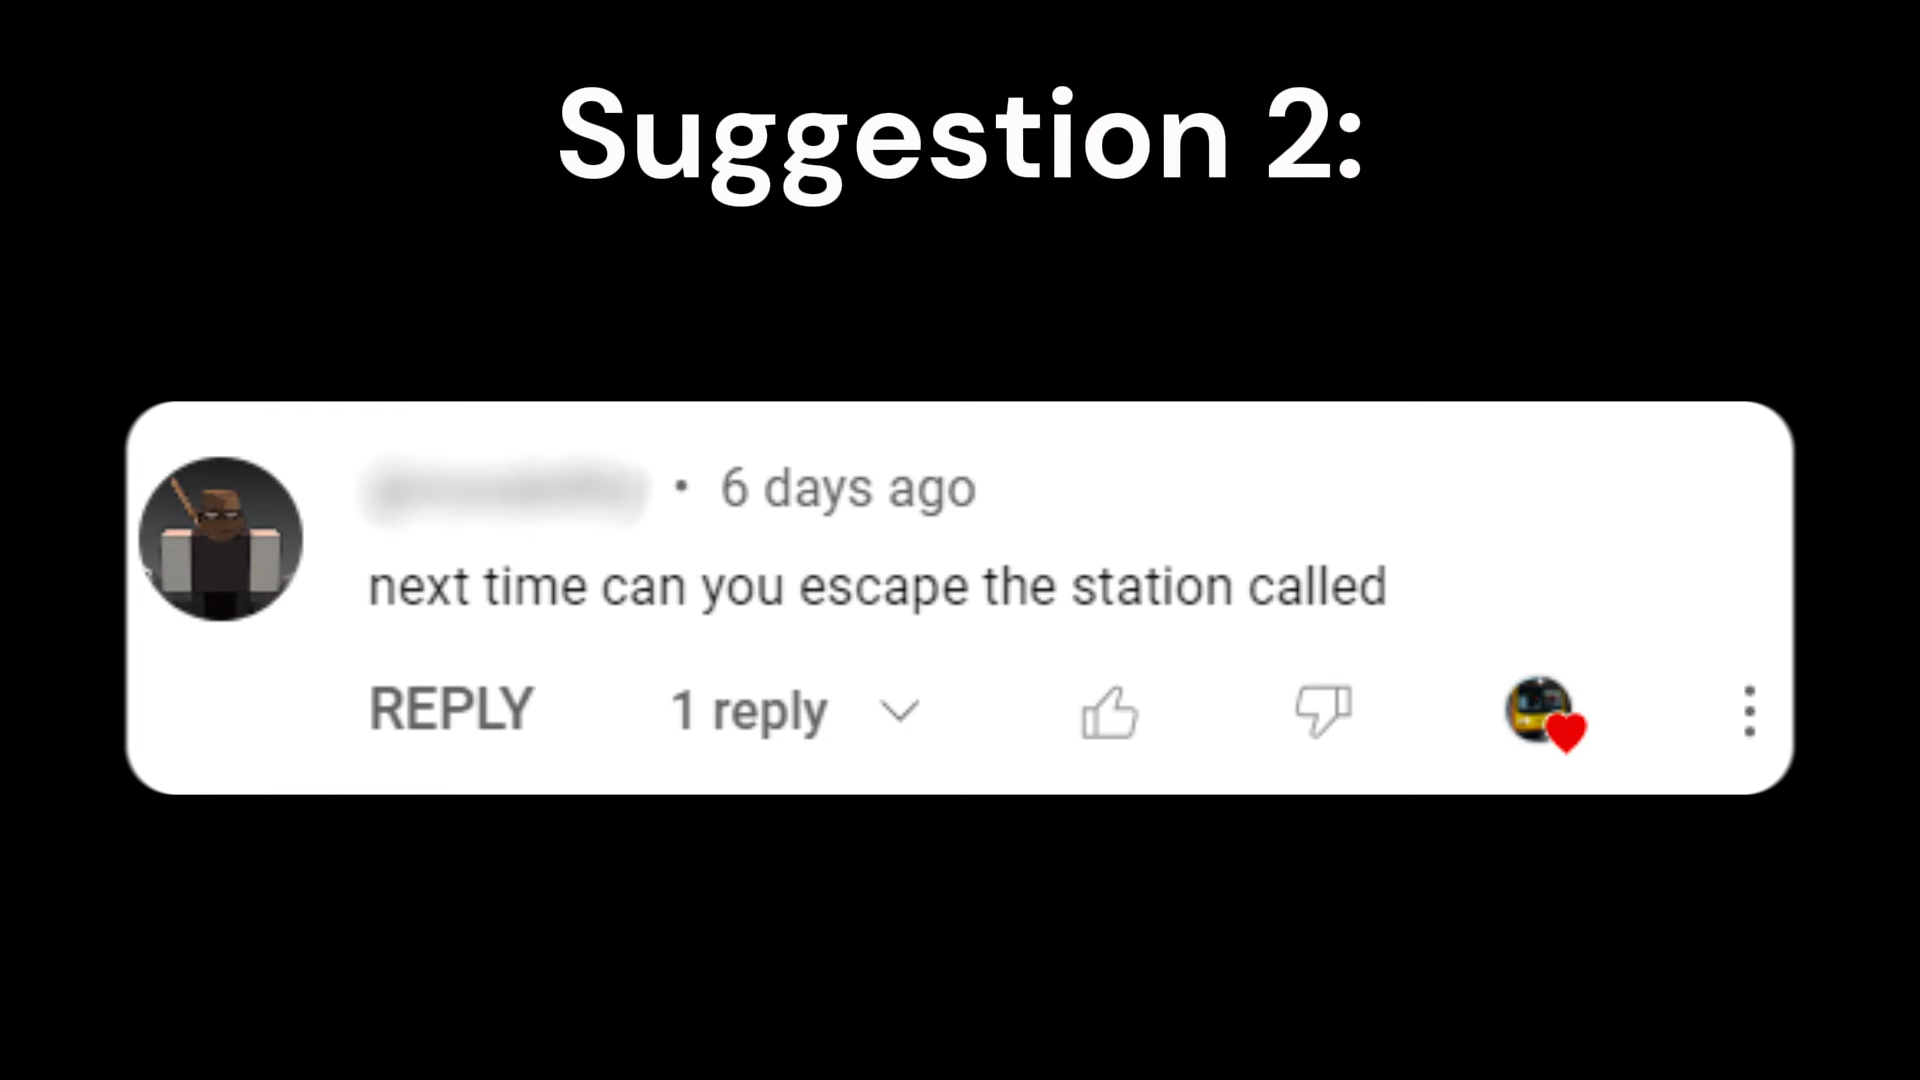 Suggestion 2:
• 6 days ago
next time can you escape the station called
REPLY 1 reply